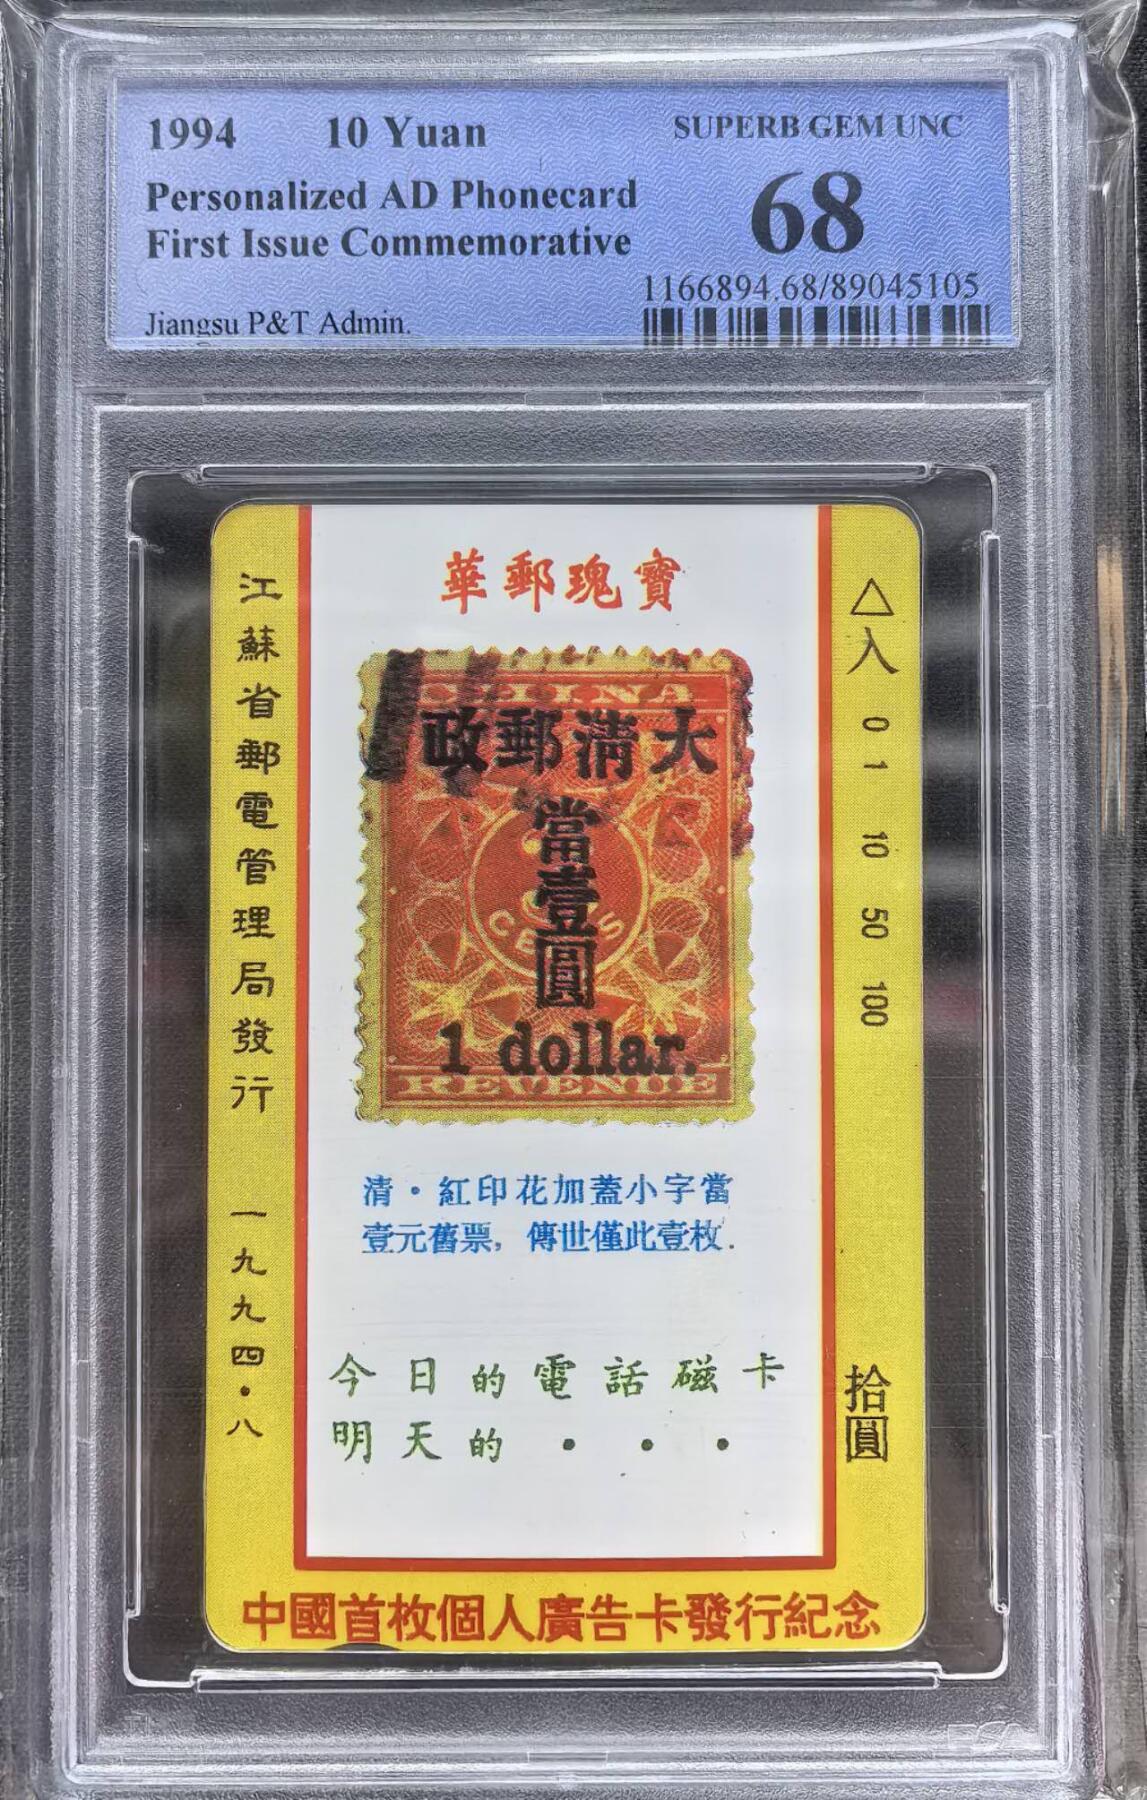 1994 10 Yuan
SUPERB GEM UNC
Personalized AD Phonecard
68
First Issue Commemorative
1166894.68/89045105
Jiangsu P&T Admin.
江蘇省郵電管理局發行 一九九四·八
華郵瑰寶
CHINA
政郵清大
當壹圓
CENTS
1 dollar.
REVENUE
清·紅印花加蓋小字當
壹元舊票,傳世僅此壹枚.
今日的電話磁卡
明天的···
△入 0 1 10 50 100
拾圓
中國首枚個人廣告卡發行紀念